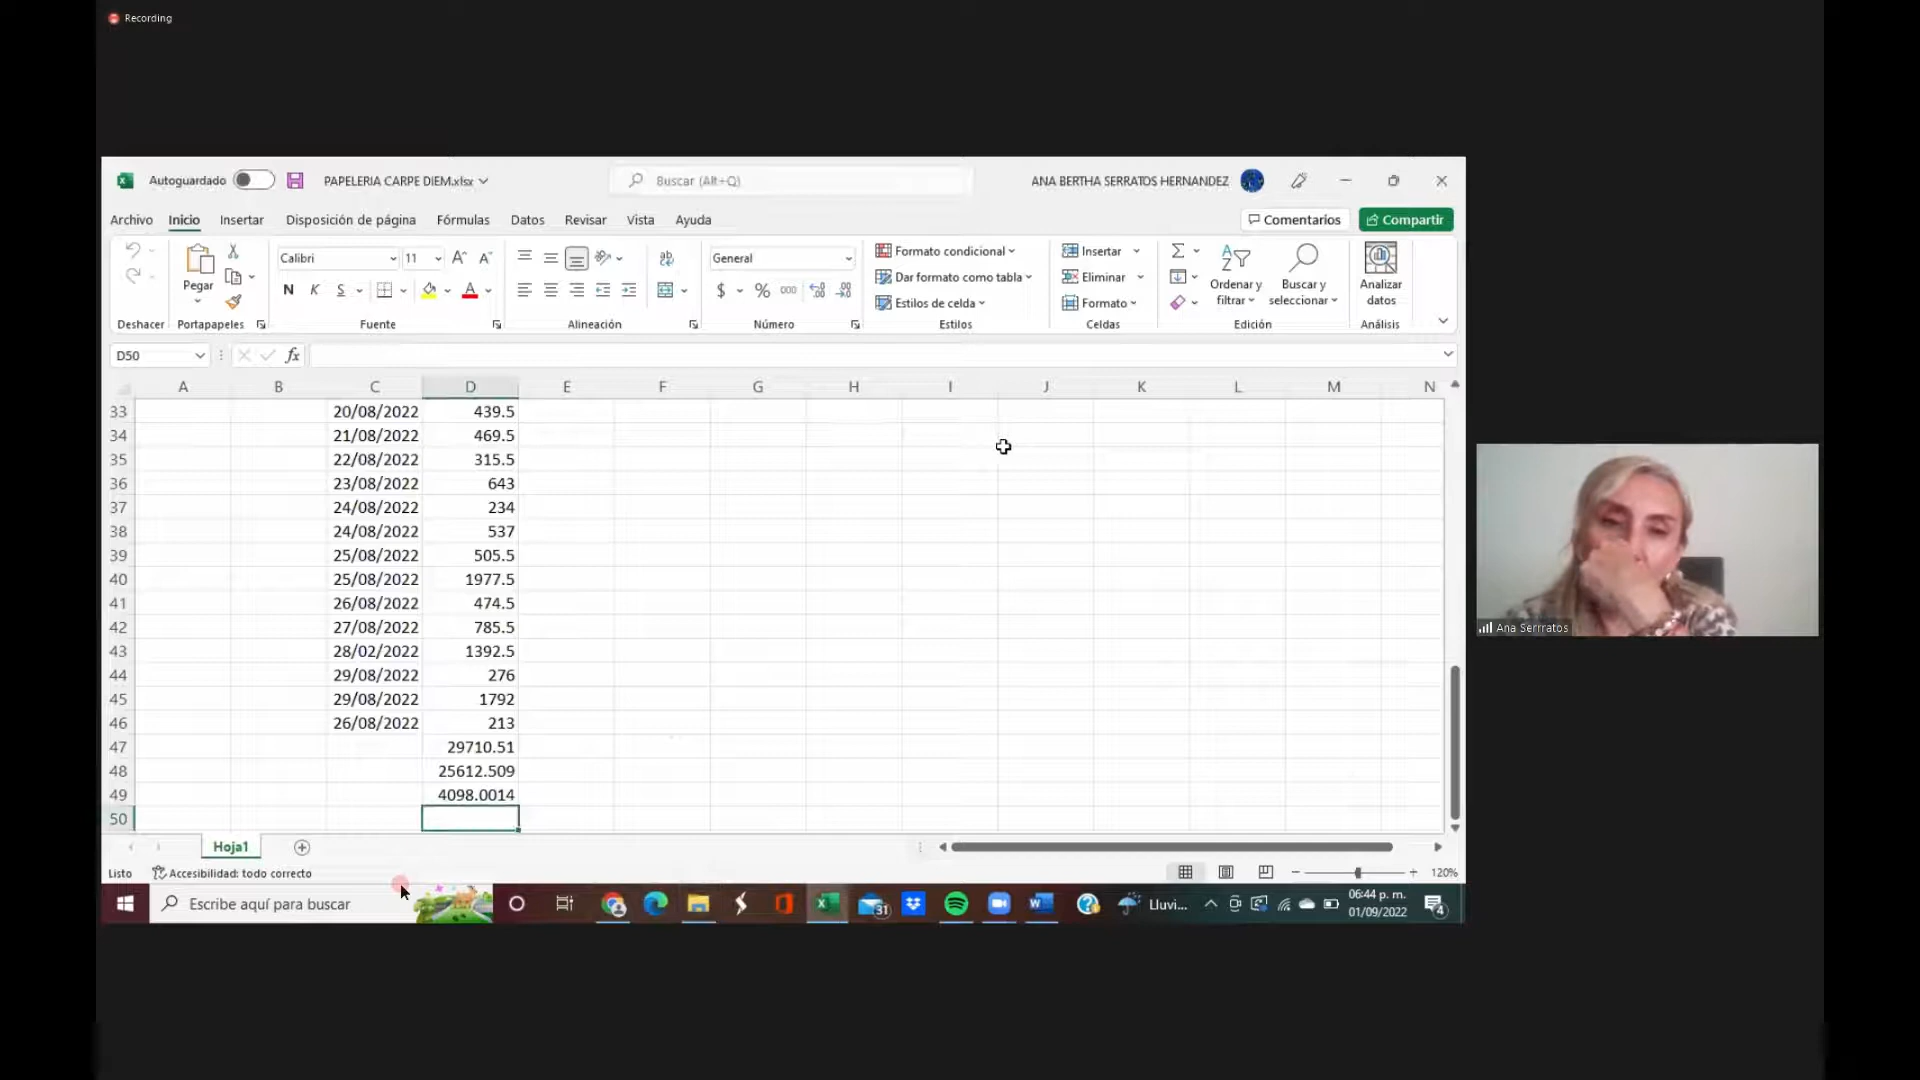 Recording
Autoguardado PAPELERIA CARPE DIEM.xlsx Buscar (Alt+Q) ANA BERTHA SERRATOS HERNANDEZ
Archivo Inicio Insertar Disposición de página Fórmulas Datos Revisar Vista Ayuda Comentarios Compartir
Pegar Calibri 11 General Formato condicional Insertar Ordenar y Buscar y Analizar
N K S $ % 000 Dar formato como tabla Eliminar filtrar seleccionar datos
Estilos de celda Formato
Deshacer Portapapeles Fuente Alineación Número Estilos Celdas Edición Análisis
D50 fx
A B C D E F G H I J K L M N
33 20/08/2022 439.5
34 21/08/2022 469.5
35 22/08/2022 315.5
36 23/08/2022 643
37 24/08/2022 234
38 24/08/2022 537
39 25/08/2022 505.5
40 25/08/2022 1977.5
41 26/08/2022 474.5
42 27/08/2022 785.5
43 28/02/2022 1392.5
44 29/08/2022 276
45 29/08/2022 1792
46 26/08/2022 213
47 29710.51
48 25612.509
49 4098.0014
50
Hoja1
Listo Accesibilidad: todo correcto 120%
Escribe aquí para buscar 31 Lluvi... 06:44 p. m.
01/09/2022 4
Ana Serrratos